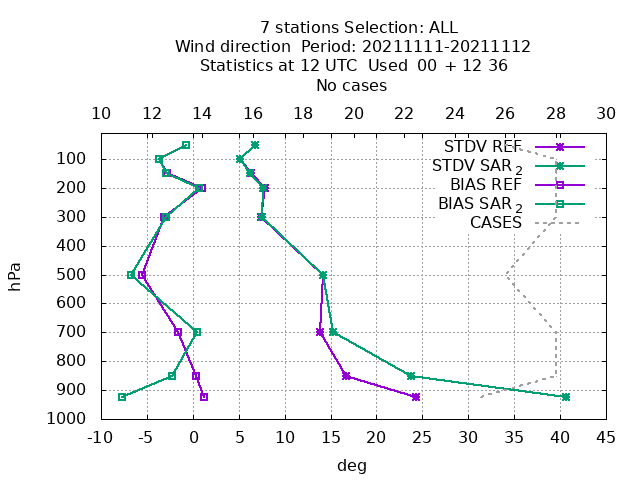 7 stations Selection: ALL
Wind direction  Period: 20211111-20211112
Statistics at 12 UTC  Used  00 + 12 36
No cases
10 12 14 16 18 20 22 24 26 28 30
STDV REF
STDV SAR 2
BIAS REF
BIAS SAR 2
CASES
hPa
100
200
300
400
500
600
700
800
900
1000
-10 -5 0 5 10 15 20 25 30 35 40 45
deg